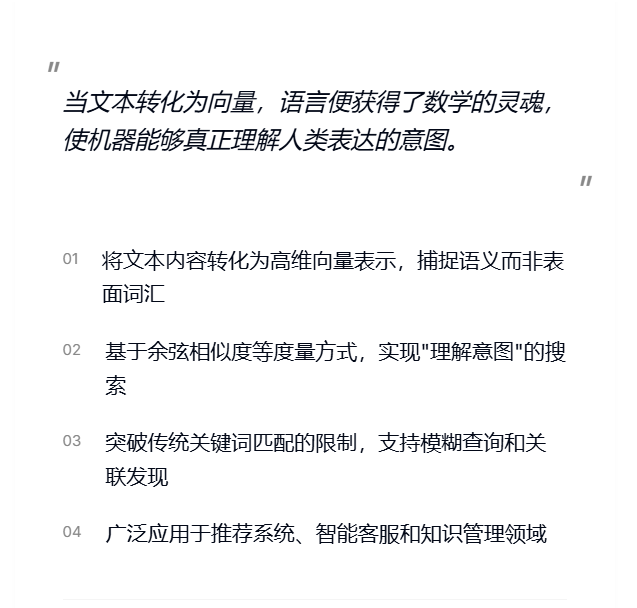 "
当文本转化为向量，语言便获得了数学的灵魂，
使机器能够真正理解人类表达的意图。
"
01 将文本内容转化为高维向量表示，捕捉语义而非表
面词汇
02 基于余弦相似度等度量方式，实现"理解意图"的搜
索
03 突破传统关键词匹配的限制，支持模糊查询和关
联发现
04 广泛应用于推荐系统、智能客服和知识管理领域